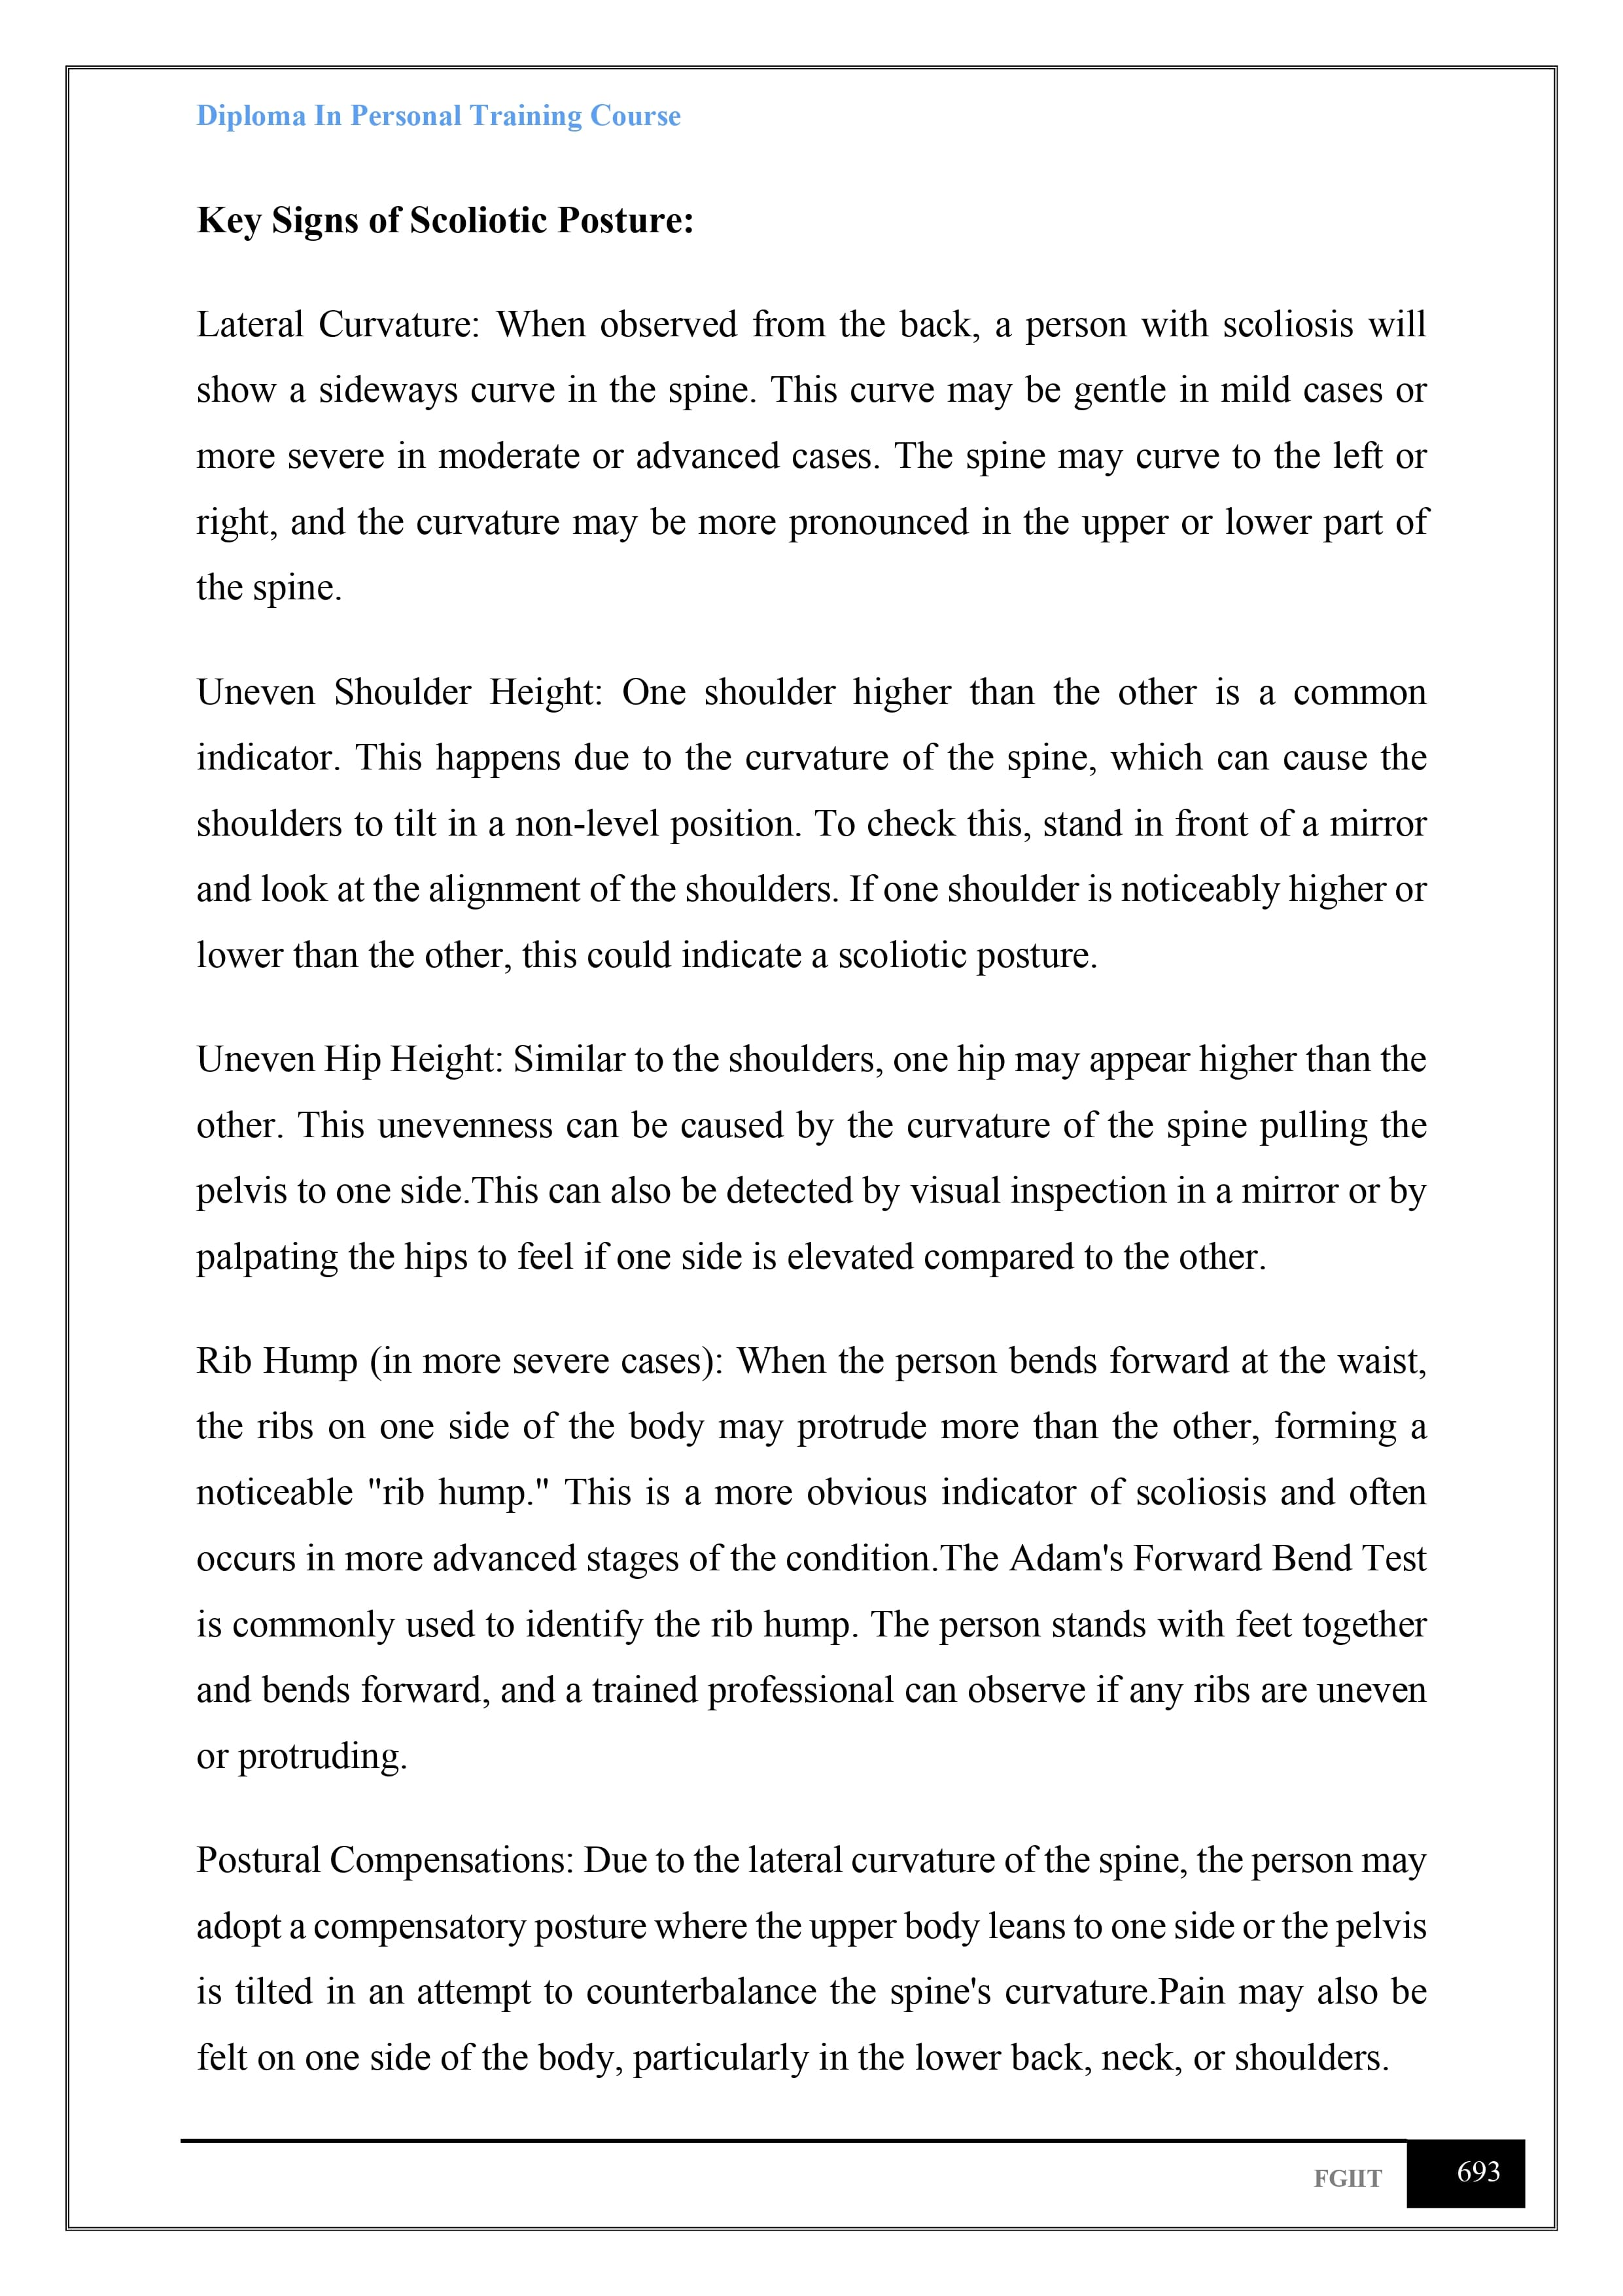 Diploma In Personal Training Course
Key Signs of Scoliotic Posture:
Lateral Curvature: When observed from the back, a person with scoliosis will
show a sideways curve in the spine. This curve may be gentle in mild cases or
more severe in moderate or advanced cases. The spine may curve to the left or
right, and the curvature may be more pronounced in the upper or lower part of
the spine.
Uneven Shoulder Height: One shoulder higher than the other is a common
indicator. This happens due to the curvature of the spine, which can cause the
shoulders to tilt in a non-level position. To check this, stand in front of a mirror
and look at the alignment of the shoulders. If one shoulder is noticeably higher or
lower than the other, this could indicate a scoliotic posture.
Uneven Hip Height: Similar to the shoulders, one hip may appear higher than the
other. This unevenness can be caused by the curvature of the spine pulling the
pelvis to one side.This can also be detected by visual inspection in a mirror or by
palpating the hips to feel if one side is elevated compared to the other.
Rib Hump (in more severe cases): When the person bends forward at the waist,
the ribs on one side of the body may protrude more than the other, forming a
noticeable "rib hump." This is a more obvious indicator of scoliosis and often
occurs in more advanced stages of the condition.The Adam's Forward Bend Test
is commonly used to identify the rib hump. The person stands with feet together
and bends forward, and a trained professional can observe if any ribs are uneven
or protruding.
Postural Compensations: Due to the lateral curvature of the spine, the person may
adopt a compensatory posture where the upper body leans to one side or the pelvis
is tilted in an attempt to counterbalance the spine's curvature.Pain may also be
felt on one side of the body, particularly in the lower back, neck, or shoulders.
FGIIT 693